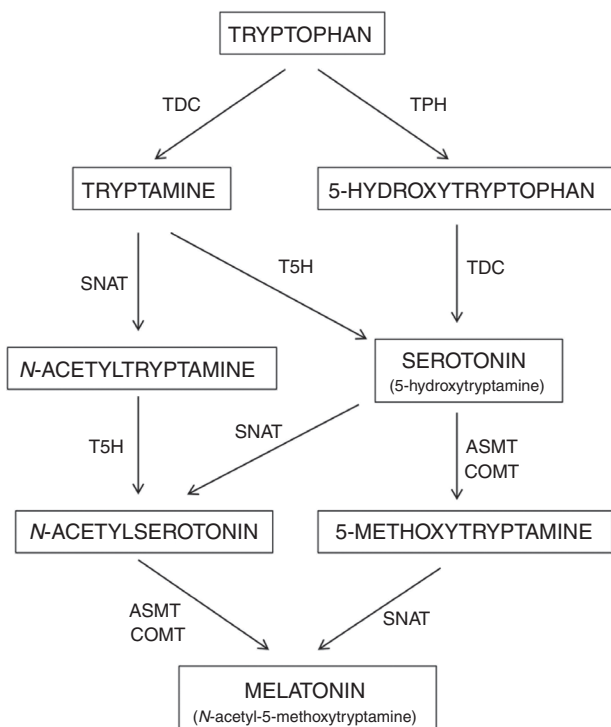 TRYPTOPHAN
TDC
TPH
TRYPTAMINE
5-HYDROXYTRYPTOPHAN
SNAT
T5H
TDC
N-ACETYLTRYPTAMINE
SEROTONIN
(5-hydroxytryptamine)
T5H
SNAT
ASMT
COMT
N-ACETYLSEROTONIN
5-METHOXYTRYPTAMINE
ASMT
COMT
SNAT
MELATONIN
(N-acetyl-5-methoxytryptamine)